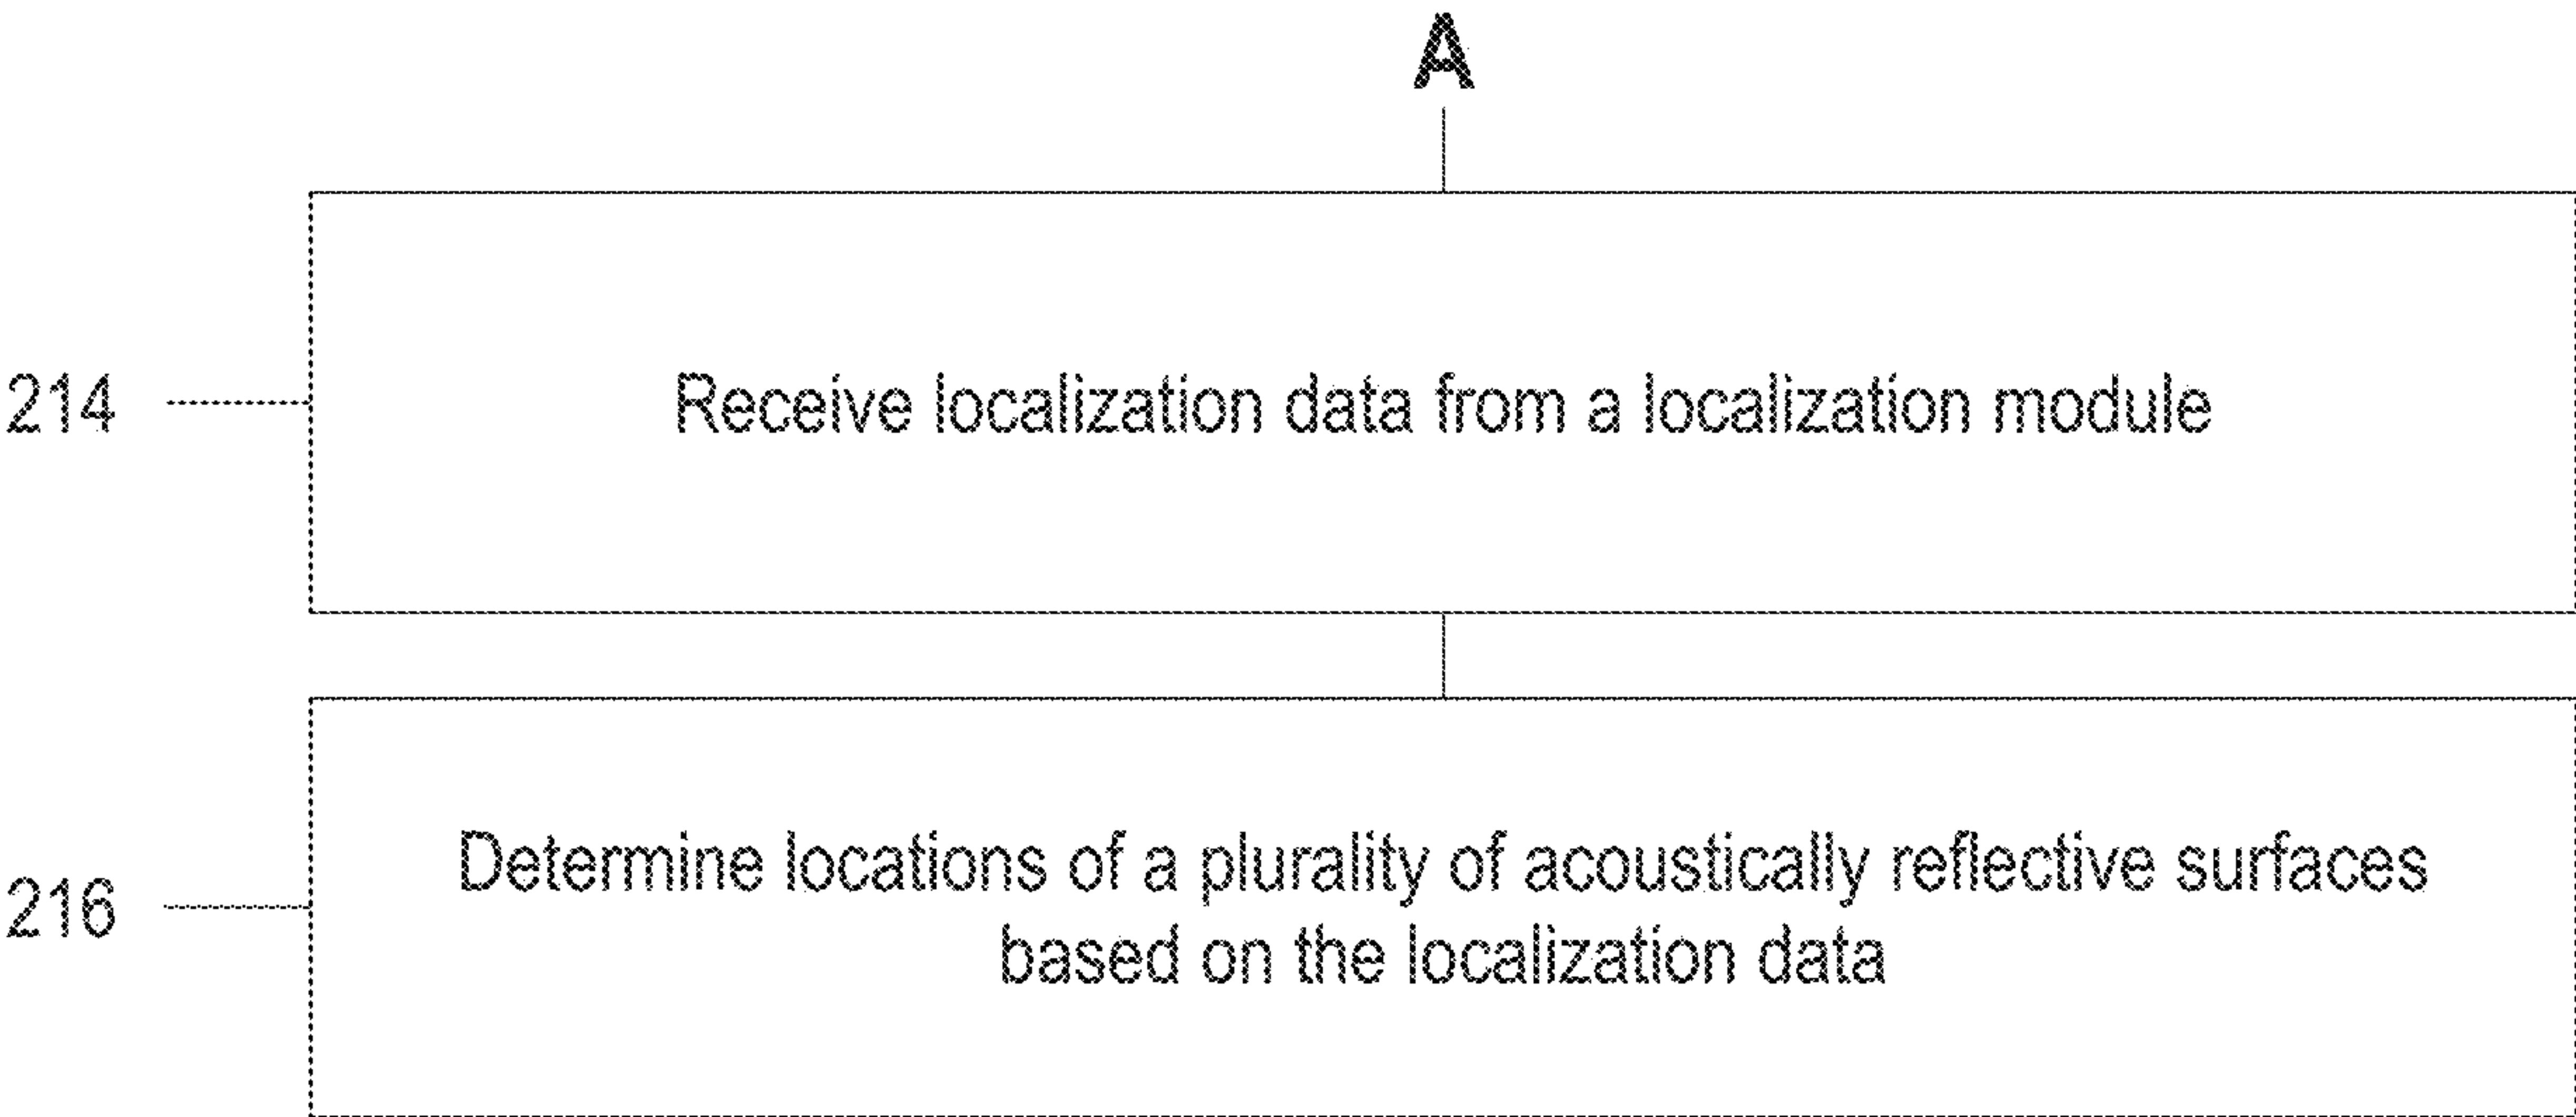 A
214
Receive localization data from a localization module
216
Determine locations of a plurality of acoustically reflective surfaces
based on the localization data